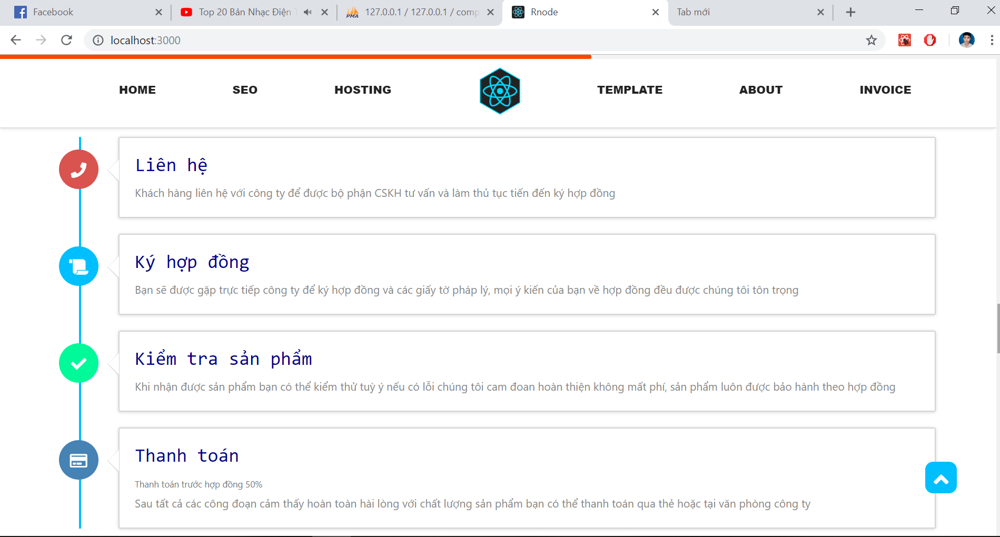 Facebook
Top 20 Bản Nhạc Điện
127.0.0.1 / 127.0.0.1 / comp
Rnode
Tab mới
localhost:3000
HOME
SEO
HOSTING
TEMPLATE
ABOUT
INVOICE
Liên hệ
Khách hàng liên hệ với công ty để được bộ phận CSKH tư vấn và làm thủ tục tiến đến ký hợp đồng
Ký hợp đồng
Bạn sẽ được gặp trực tiếp công ty để ký hợp đồng và các giấy tờ pháp lý, mọi ý kiến của bạn về hợp đồng đều được chúng tôi tôn trọng
Kiểm tra sản phẩm
Khi nhận được sản phẩm bạn có thể kiểm thử tuỳ ý nếu có lỗi chúng tôi cam đoan hoàn thiện không mất phí, sản phẩm luôn được bảo hành theo hợp đồng
Thanh toán
Thanh toán trước hợp đồng 50%
Sau tất cả các công đoạn cảm thấy hoàn toàn hài lòng với chất lượng sản phẩm bạn có thể thanh toán qua thẻ hoặc tại văn phòng công ty